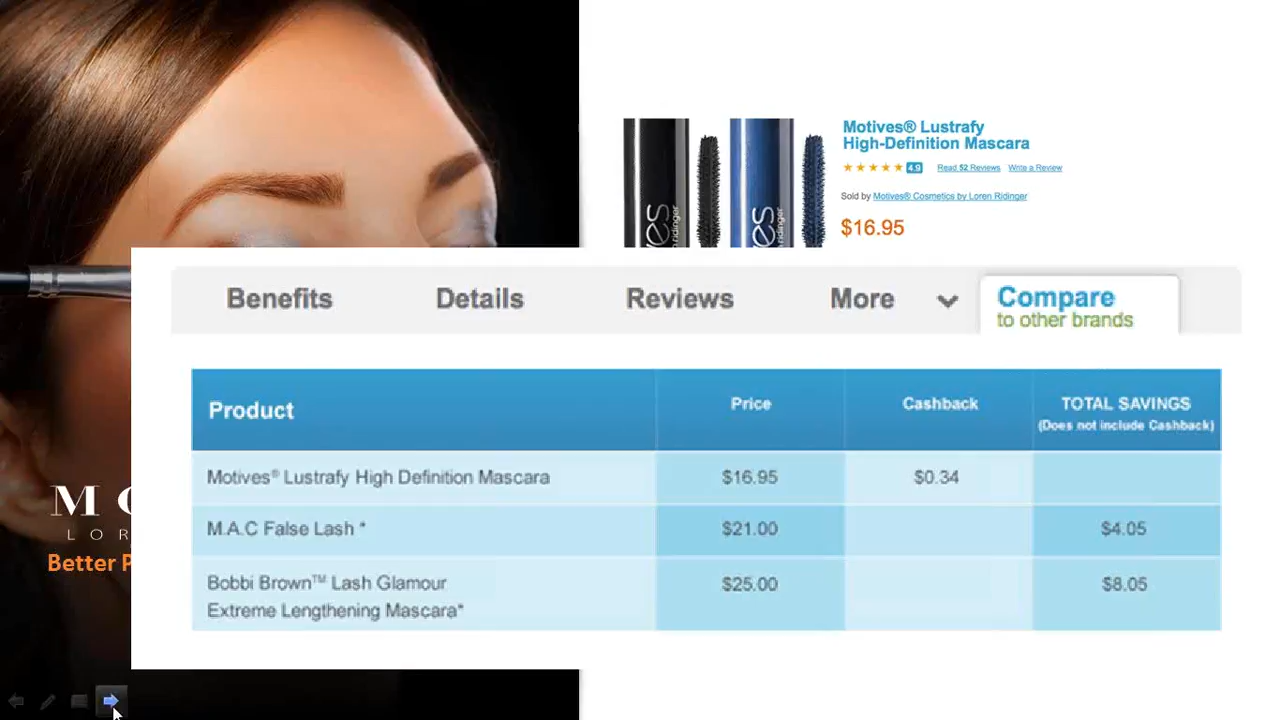 Motives® Lustrafy
High-Definition Mascara
4.9 Read 52 Reviews Write a Review
Sold by Motives® Cosmetics by Loren Ridinger
$16.95
Benefits Details Reviews More Compare
to other brands
Product Price Cashback TOTAL SAVINGS
(Does not include Cashback)
Motives® Lustrafy High Definition Mascara $16.95 $0.34
M.A.C False Lash * $21.00 $4.05
Bobbi Brown™ Lash Glamour $25.00 $8.05
Extreme Lengthening Mascara*
Better